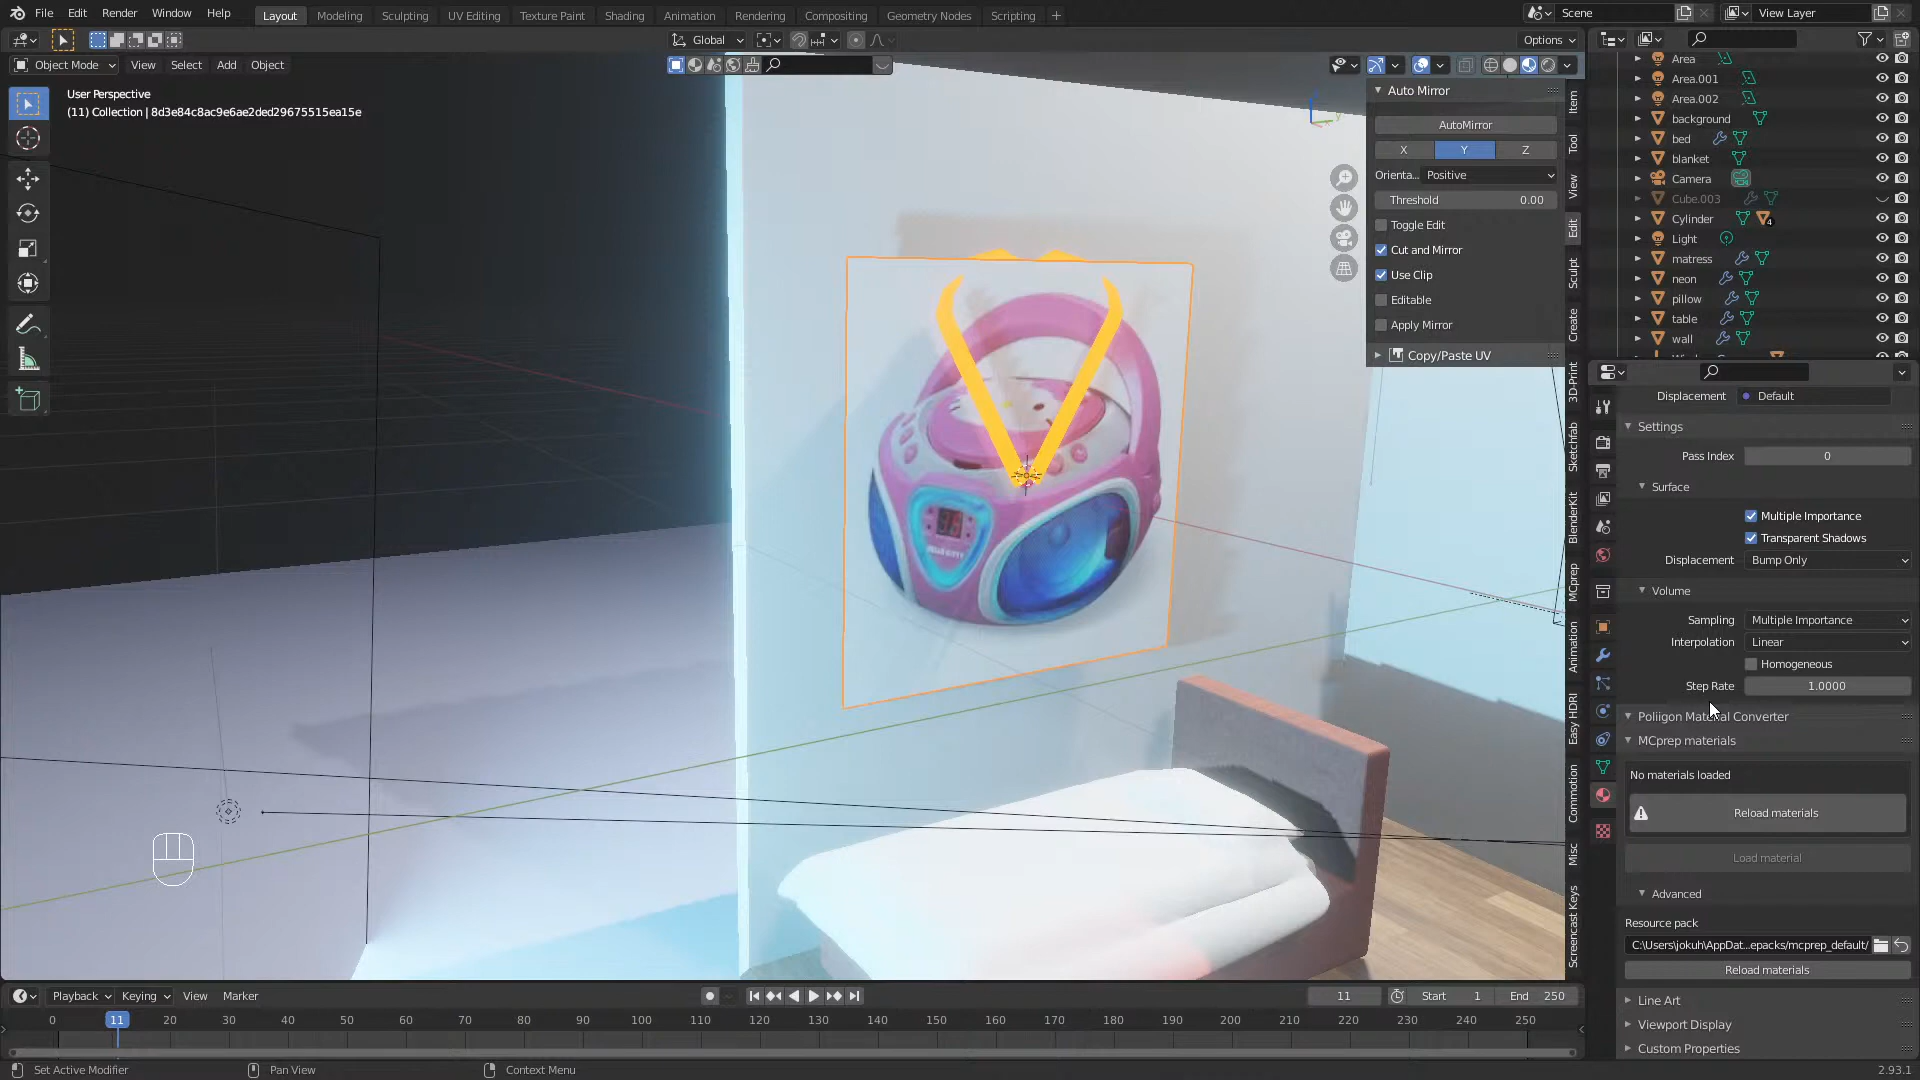 File Edit Render Window Help Layout Modeling Sculpting UV Editing Texture Paint Shading Animation Rendering Compositing Geometry Nodes Scripting + Scene View Layer
Global Options
Object Mode View Select Add Object
User Perspective
(11) Collection | 8d3e84c8ac9e6ae2ded29675515ea15e
Auto Mirror
AutoMirror
X Y Z
Orienta... Positive
Threshold 0.00
Toggle Edit
Cut and Mirror
Use Clip
Editable
Apply Mirror
Copy/Paste UV
Item
Tool
View
Edit
Sculpt
Create
3D-Print
Sketchfab
BlenderKit
MCprep
Animation
Easy HDRI
Commotion
Misc
Screencast Keys
Area
Area.001
Area.002
background
bed
blanket
Camera
Cube.003
Cylinder 4
Light
matress
neon
pillow
table
wall
Displacement Default
Settings
Pass Index 0
Surface
Multiple Importance
Transparent Shadows
Displacement Bump Only
Volume
Sampling Multiple Importance
Interpolation Linear
Homogeneous
Step Rate 1.0000
Poliigon Material Converter
MCprep materials
No materials loaded
Reload materials
Load material
Advanced
Resource pack
C:\Users\jokuh\AppDat...epacks/mcprep_default/
Reload materials
Line Art
Viewport Display
Custom Properties
Playback Keying View Marker 11 Start 1 End 250
0 11 20 30 40 50 60 70 80 90 100 110 120 130 140 150 160 170 180 190 200 210 220 230 240 250
Set Active Modifier Pan View Context Menu 2.93.1